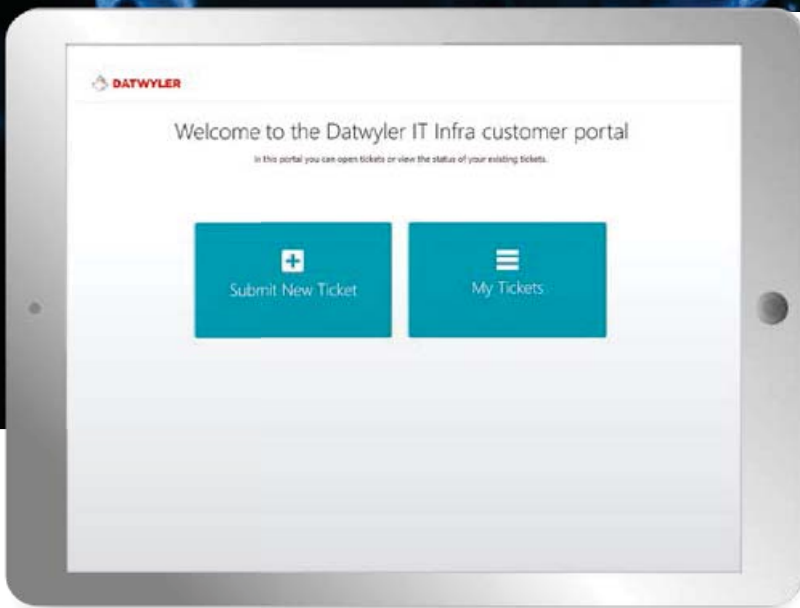 DATWYLER
Welcome to the Datwyler IT Infra customer portal
In this portal you can open tickets or view the status of your existing tickets.
Submit New Ticket
My Tickets